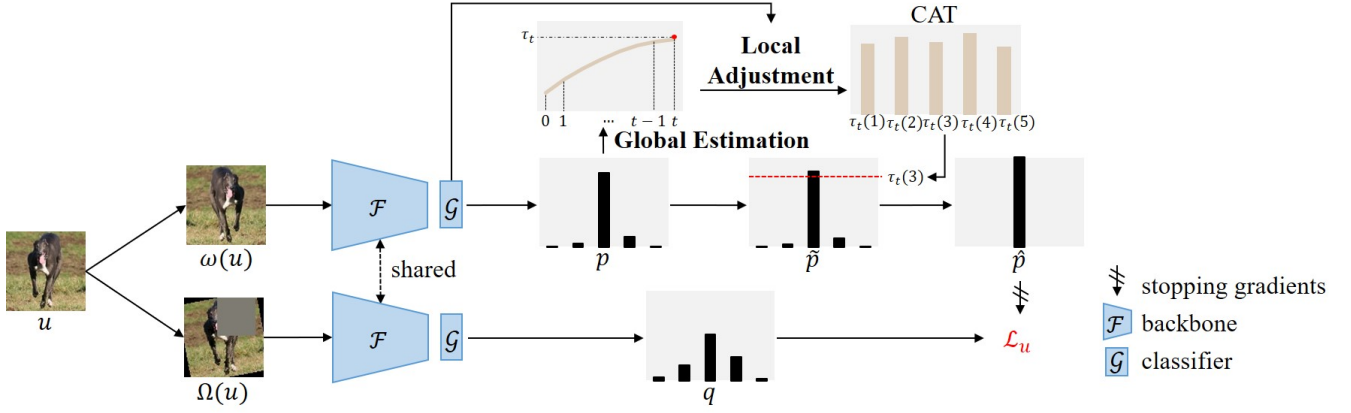 CAT
τ_t
Local
Adjustment
0 1 ... t − 1 t
τ_t(1) τ_t(2) τ_t(3) τ_t(4) τ_t(5)
Global Estimation
τ_t(3)
ℱ
𝒢
ω(u)
p
p̃
p̂
shared
u
stopping gradients
ℱ
𝒢
ℒ_u
ℱ backbone
𝒢 classifier
Ω(u)
q